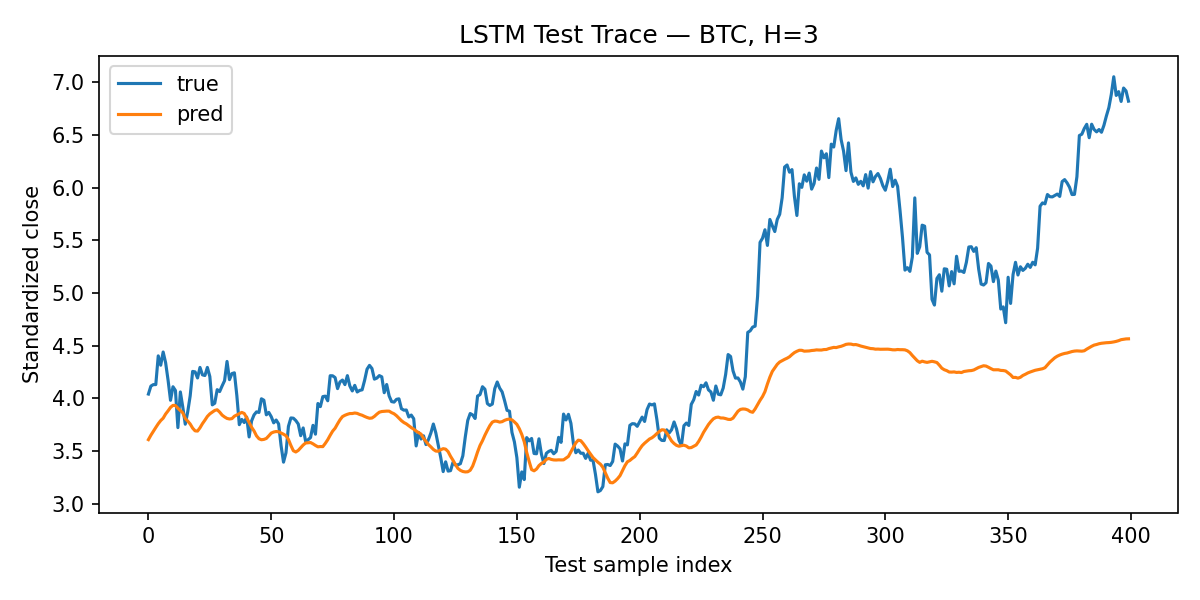 LSTM Test Trace — BTC, H=3
true
pred
Standardized close
7.0
6.5
6.0
5.5
5.0
4.5
4.0
3.5
3.0
0 50 100 150 200 250 300 350 400
Test sample index